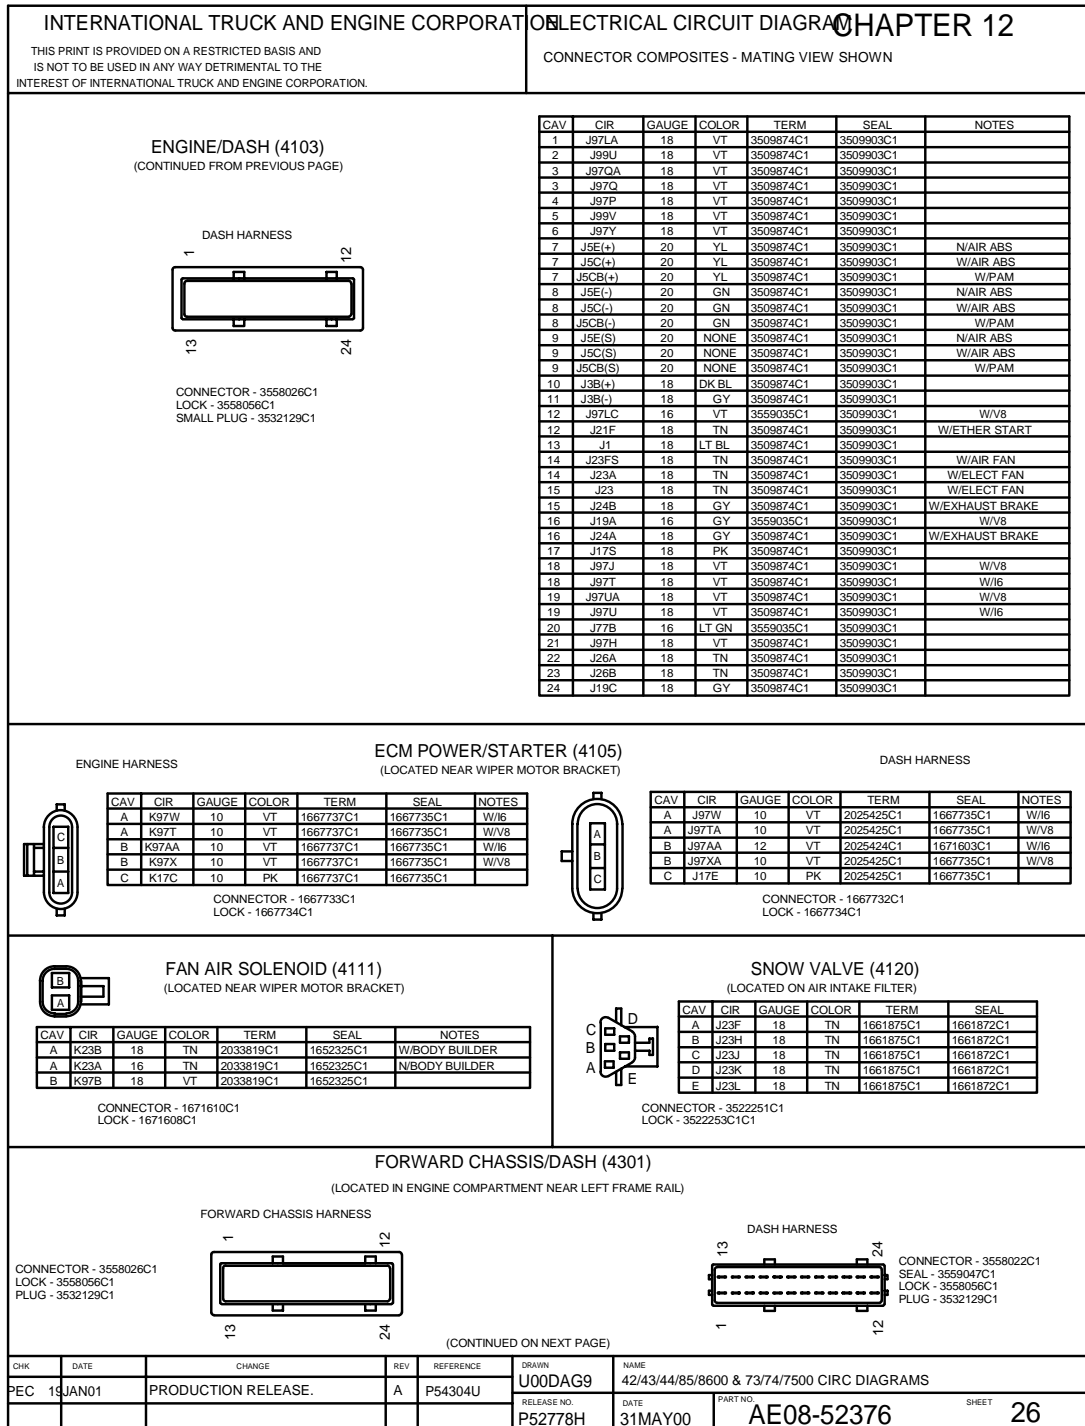 INTERNATIONAL TRUCK AND ENGINE CORPORATION
ELECTRICAL CIRCUIT DIAGRAM
CHAPTER 12
THIS PRINT IS PROVIDED ON A RESTRICTED BASIS AND
IS NOT TO BE USED IN ANY WAY DETRIMENTAL TO THE
INTEREST OF INTERNATIONAL TRUCK AND ENGINE CORPORATION.
CONNECTOR COMPOSITES - MATING VIEW SHOWN
ENGINE/DASH (4103)
(CONTINUED FROM PREVIOUS PAGE)
DASH HARNESS
1 12
13 24
CONNECTOR - 3558026C1
LOCK - 3558056C1
SMALL PLUG - 3532129C1
CAV CIR GAUGE COLOR TERM SEAL NOTES
1 J97LA 18 VT 3509874C1 3509903C1
2 J99U 18 VT 3509874C1 3509903C1
3 J97QA 18 VT 3509874C1 3509903C1
3 J97Q 18 VT 3509874C1 3509903C1
4 J97P 18 VT 3509874C1 3509903C1
5 J99V 18 VT 3509874C1 3509903C1
6 J97Y 18 VT 3509874C1 3509903C1
7 J5E(+) 20 YL 3509874C1 3509903C1 N/AIR ABS
7 J5C(+) 20 YL 3509874C1 3509903C1 W/AIR ABS
7 J5CB(+) 20 YL 3509874C1 3509903C1 W/PAM
8 J5E(-) 20 GN 3509874C1 3509903C1 N/AIR ABS
8 J5C(-) 20 GN 3509874C1 3509903C1 W/AIR ABS
8 J5CB(-) 20 GN 3509874C1 3509903C1 W/PAM
9 J5E(S) 20 NONE 3509874C1 3509903C1 N/AIR ABS
9 J5C(S) 20 NONE 3509874C1 3509903C1 W/AIR ABS
9 J5CB(S) 20 NONE 3509874C1 3509903C1 W/PAM
10 J3B(+) 18 DK BL 3509874C1 3509903C1
11 J3B(-) 18 GY 3509874C1 3509903C1
12 J97LC 16 VT 3559035C1 3509903C1 W/V8
12 J21F 18 TN 3509874C1 3509903C1 W/ETHER START
13 J1 18 LT BL 3509874C1 3509903C1
14 J23FS 18 TN 3509874C1 3509903C1 W/AIR FAN
14 J23A 18 TN 3509874C1 3509903C1 W/ELECT FAN
15 J23 18 TN 3509874C1 3509903C1 W/ELECT FAN
15 J24B 18 GY 3509874C1 3509903C1 W/EXHAUST BRAKE
16 J19A 16 GY 3559035C1 3509903C1 W/V8
16 J24A 18 GY 3509874C1 3509903C1 W/EXHAUST BRAKE
17 J17S 18 PK 3509874C1 3509903C1
18 J97J 18 VT 3509874C1 3509903C1 W/V8
18 J97T 18 VT 3509874C1 3509903C1 W/I6
19 J97UA 18 VT 3509874C1 3509903C1 W/V8
19 J97U 18 VT 3509874C1 3509903C1 W/I6
20 J77B 16 LT GN 3559035C1 3509903C1
21 J97H 18 VT 3509874C1 3509903C1
22 J26A 18 TN 3509874C1 3509903C1
23 J26B 18 TN 3509874C1 3509903C1
24 J19C 18 GY 3509874C1 3509903C1
ECM POWER/STARTER (4105)
(LOCATED NEAR WIPER MOTOR BRACKET)
ENGINE HARNESS
C
B
A
CAV CIR GAUGE COLOR TERM SEAL NOTES
A K97W 10 VT 1667737C1 1667735C1 W/I6
A K97T 10 VT 1667737C1 1667735C1 W/V8
B K97AA 10 VT 1667737C1 1667735C1 W/I6
B K97X 10 VT 1667737C1 1667735C1 W/V8
C K17C 10 PK 1667737C1 1667735C1
CONNECTOR - 1667733C1
LOCK - 1667734C1
DASH HARNESS
A
B
C
CAV CIR GAUGE COLOR TERM SEAL NOTES
A J97W 10 VT 2025425C1 1667735C1 W/I6
A J97TA 10 VT 2025425C1 1667735C1 W/V8
B J97AA 12 VT 2025424C1 1671603C1 W/I6
B J97XA 10 VT 2025425C1 1667735C1 W/V8
C J17E 10 PK 2025425C1 1667735C1
CONNECTOR - 1667732C1
LOCK - 1667734C1
FAN AIR SOLENOID (4111)
(LOCATED NEAR WIPER MOTOR BRACKET)
B
A
CAV CIR GAUGE COLOR TERM SEAL NOTES
A K23B 18 TN 2033819C1 1652325C1 W/BODY BUILDER
A K23A 16 TN 2033819C1 1652325C1 N/BODY BUILDER
B K97B 18 VT 2033819C1 1652325C1
CONNECTOR - 1671610C1
LOCK - 1671608C1
SNOW VALVE (4120)
(LOCATED ON AIR INTAKE FILTER)
D
C
B
A
E
CAV CIR GAUGE COLOR TERM SEAL
A J23F 18 TN 1661875C1 1661872C1
B J23H 18 TN 1661875C1 1661872C1
C J23J 18 TN 1661875C1 1661872C1
D J23K 18 TN 1661875C1 1661872C1
E J23L 18 TN 1661875C1 1661872C1
CONNECTOR - 3522251C1
LOCK - 3522253C1C1
FORWARD CHASSIS/DASH (4301)
(LOCATED IN ENGINE COMPARTMENT NEAR LEFT FRAME RAIL)
FORWARD CHASSIS HARNESS
1 12
13 24
CONNECTOR - 3558026C1
LOCK - 3558056C1
PLUG - 3532129C1
DASH HARNESS
13 24
1 12
CONNECTOR - 3558022C1
SEAL - 3559047C1
LOCK - 3558056C1
PLUG - 3532129C1
(CONTINUED ON NEXT PAGE)
CHK DATE CHANGE REV REFERENCE
PEC 19JAN01 PRODUCTION RELEASE. A P54304U
DRAWN
U00DAG9
NAME
42/43/44/85/8600 & 73/74/7500 CIRC DIAGRAMS
RELEASE NO.
P52778H
DATE
31MAY00
PART NO.
AE08-52376
SHEET 26